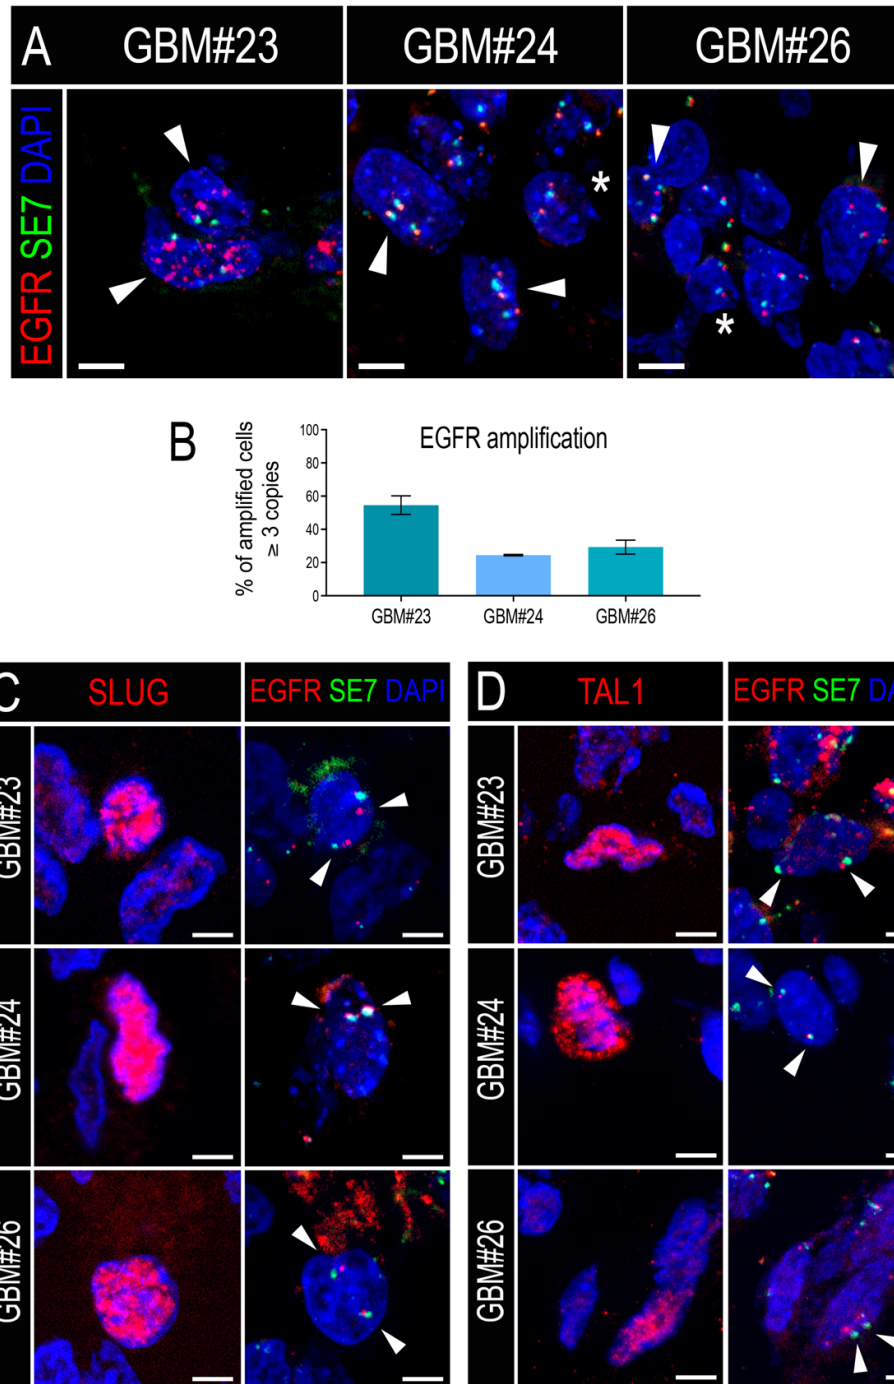 A GBM#23 GBM#24 GBM#26
EGFR SE7 DAPI
*
*
B
EGFR amplification
% of amplified cells
≥ 3 copies
100
80
60
40
20
0
GBM#23 GBM#24 GBM#26
C SLUG EGFR SE7 DAPI
GBM#23
GBM#24
GBM#26
D TAL1 EGFR SE7 DA
GBM#23
GBM#24
GBM#26